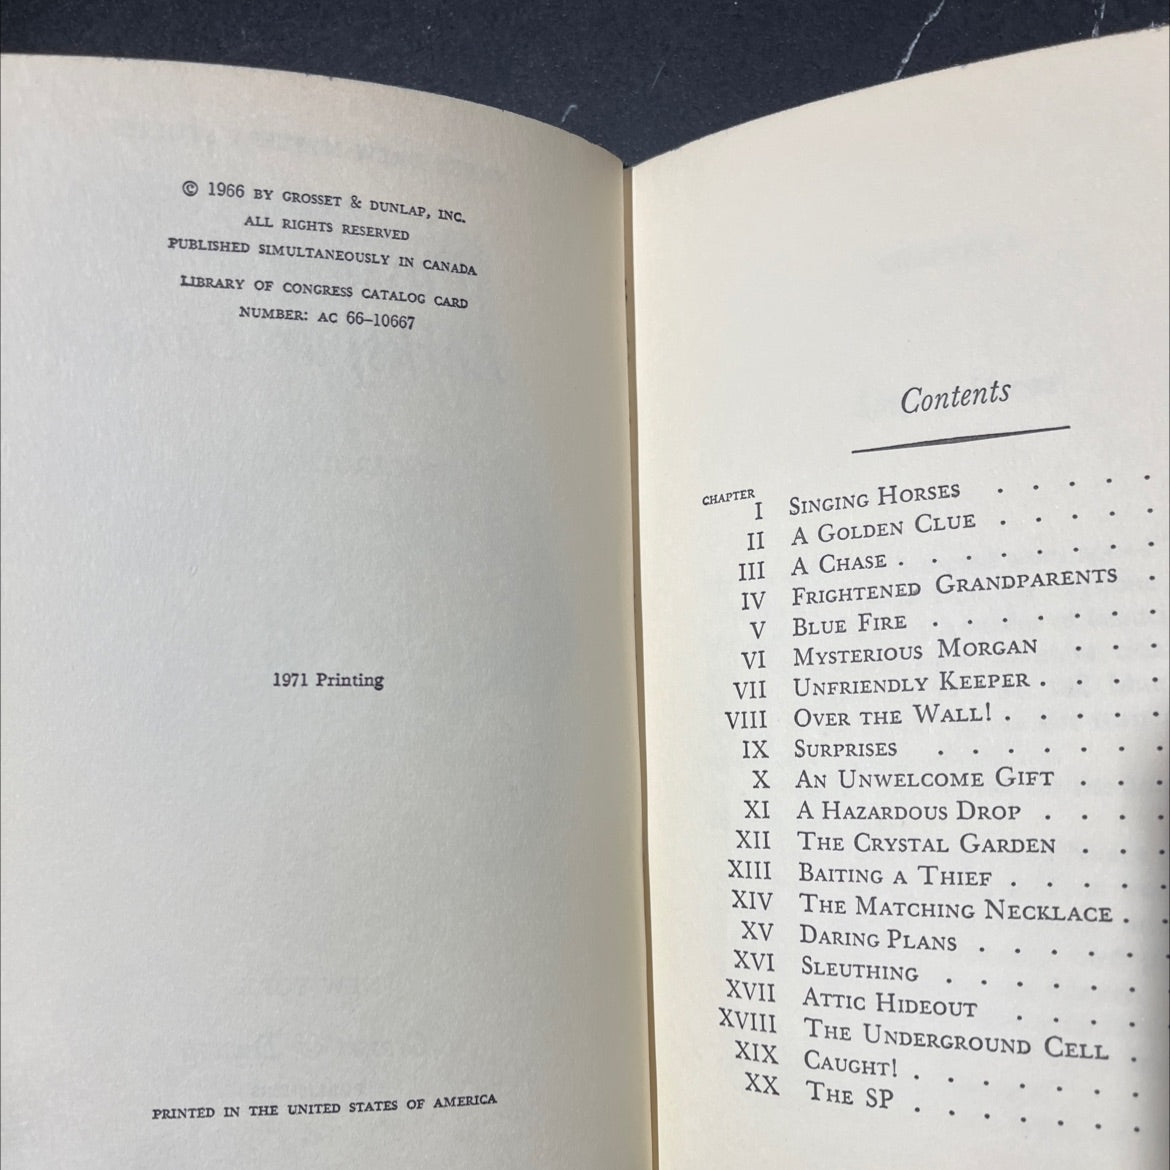 © 1966 BY GROSSET & DUNLAP, INC.
ALL RIGHTS RESERVED
PUBLISHED SIMULTANEOUSLY IN CANADA
LIBRARY OF CONGRESS CATALOG CARD
NUMBER: AC 66–10667
1971 Printing
PRINTED IN THE UNITED STATES OF AMERICA
Contents
CHAPTER
I SINGING HORSES . . . . .
II A GOLDEN CLUE . . . . .
III A CHASE . . . . . . . .
IV FRIGHTENED GRANDPARENTS .
V BLUE FIRE . . . . . . .
VI MYSTERIOUS MORGAN . . .
VII UNFRIENDLY KEEPER . . . .
VIII OVER THE WALL! . . . . .
IX SURPRISES . . . . . . .
X AN UNWELCOME GIFT . . .
XI A HAZARDOUS DROP . . . .
XII THE CRYSTAL GARDEN . . .
XIII BAITING A THIEF . . . . .
XIV THE MATCHING NECKLACE . .
XV DARING PLANS . . . . . .
XVI SLEUTHING . . . . . . .
XVII ATTIC HIDEOUT . . . . .
XVIII THE UNDERGROUND CELL .
XIX CAUGHT! . . . . . . .
XX THE SP . . . . . . .